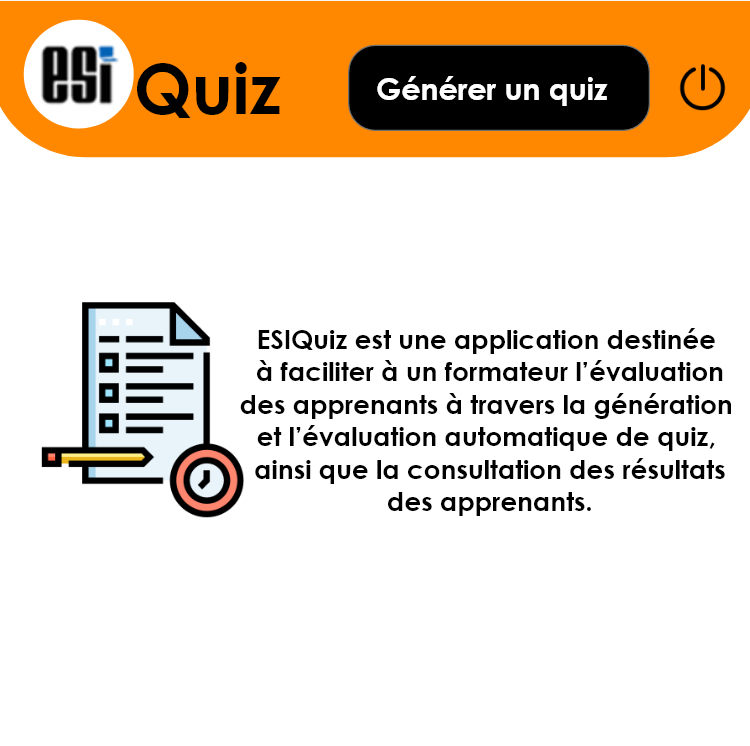 esi Quiz
Générer un quiz
ESIQuiz est une application destinée
à faciliter à un formateur l’évaluation
des apprenants à travers la génération
et l’évaluation automatique de quiz,
ainsi que la consultation des résultats
des apprenants.